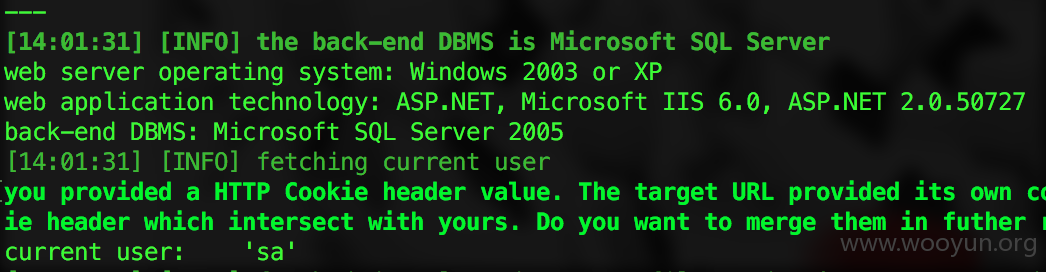 ---
[14:01:31] [INFO] the back-end DBMS is Microsoft SQL Server
web server operating system: Windows 2003 or XP
web application technology: ASP.NET, Microsoft IIS 6.0, ASP.NET 2.0.50727
back-end DBMS: Microsoft SQL Server 2005
[14:01:31] [INFO] fetching current user
you provided a HTTP Cookie header value. The target URL provided its own co
ie header which intersect with yours. Do you want to merge them in futher
current user: 'sa'
www.wooyun.org